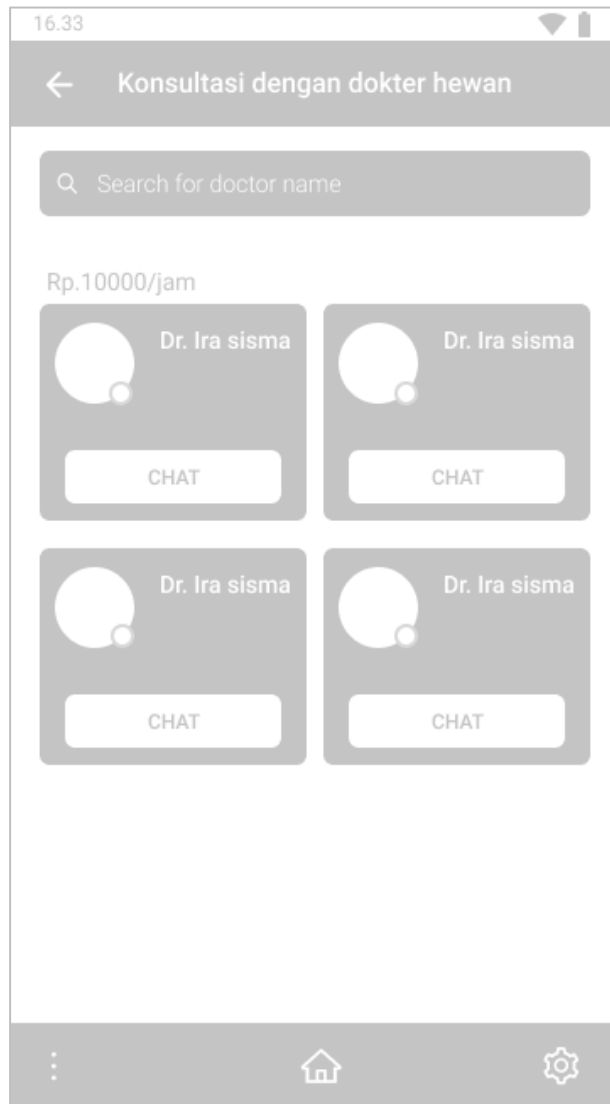 16.33
Konsultasi dengan dokter hewan
Search for doctor name
Rp.10000/jam
Dr. Ira sisma
Dr. Ira sisma
CHAT
CHAT
Dr. Ira sisma
Dr. Ira sisma
CHAT
CHAT